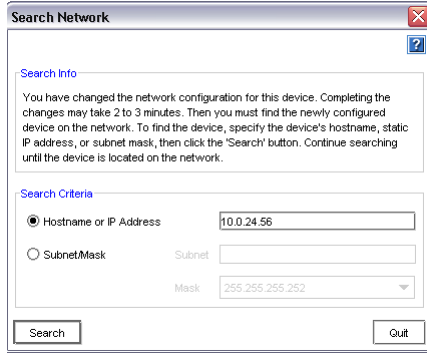 Search Network
?
Search Info
You have changed the network configuration for this device. Completing the
changes may take 2 to 3 minutes. Then you must find the newly configured
device on the network. To find the device, specify the device's hostname, static
IP address, or subnet mask, then click the 'Search' button. Continue searching
until the device is located on the network.
Search Criteria
Hostname or IP Address 10.0.24.56
Subnet/Mask Subnet
Mask 255.255.255.252
Search Quit